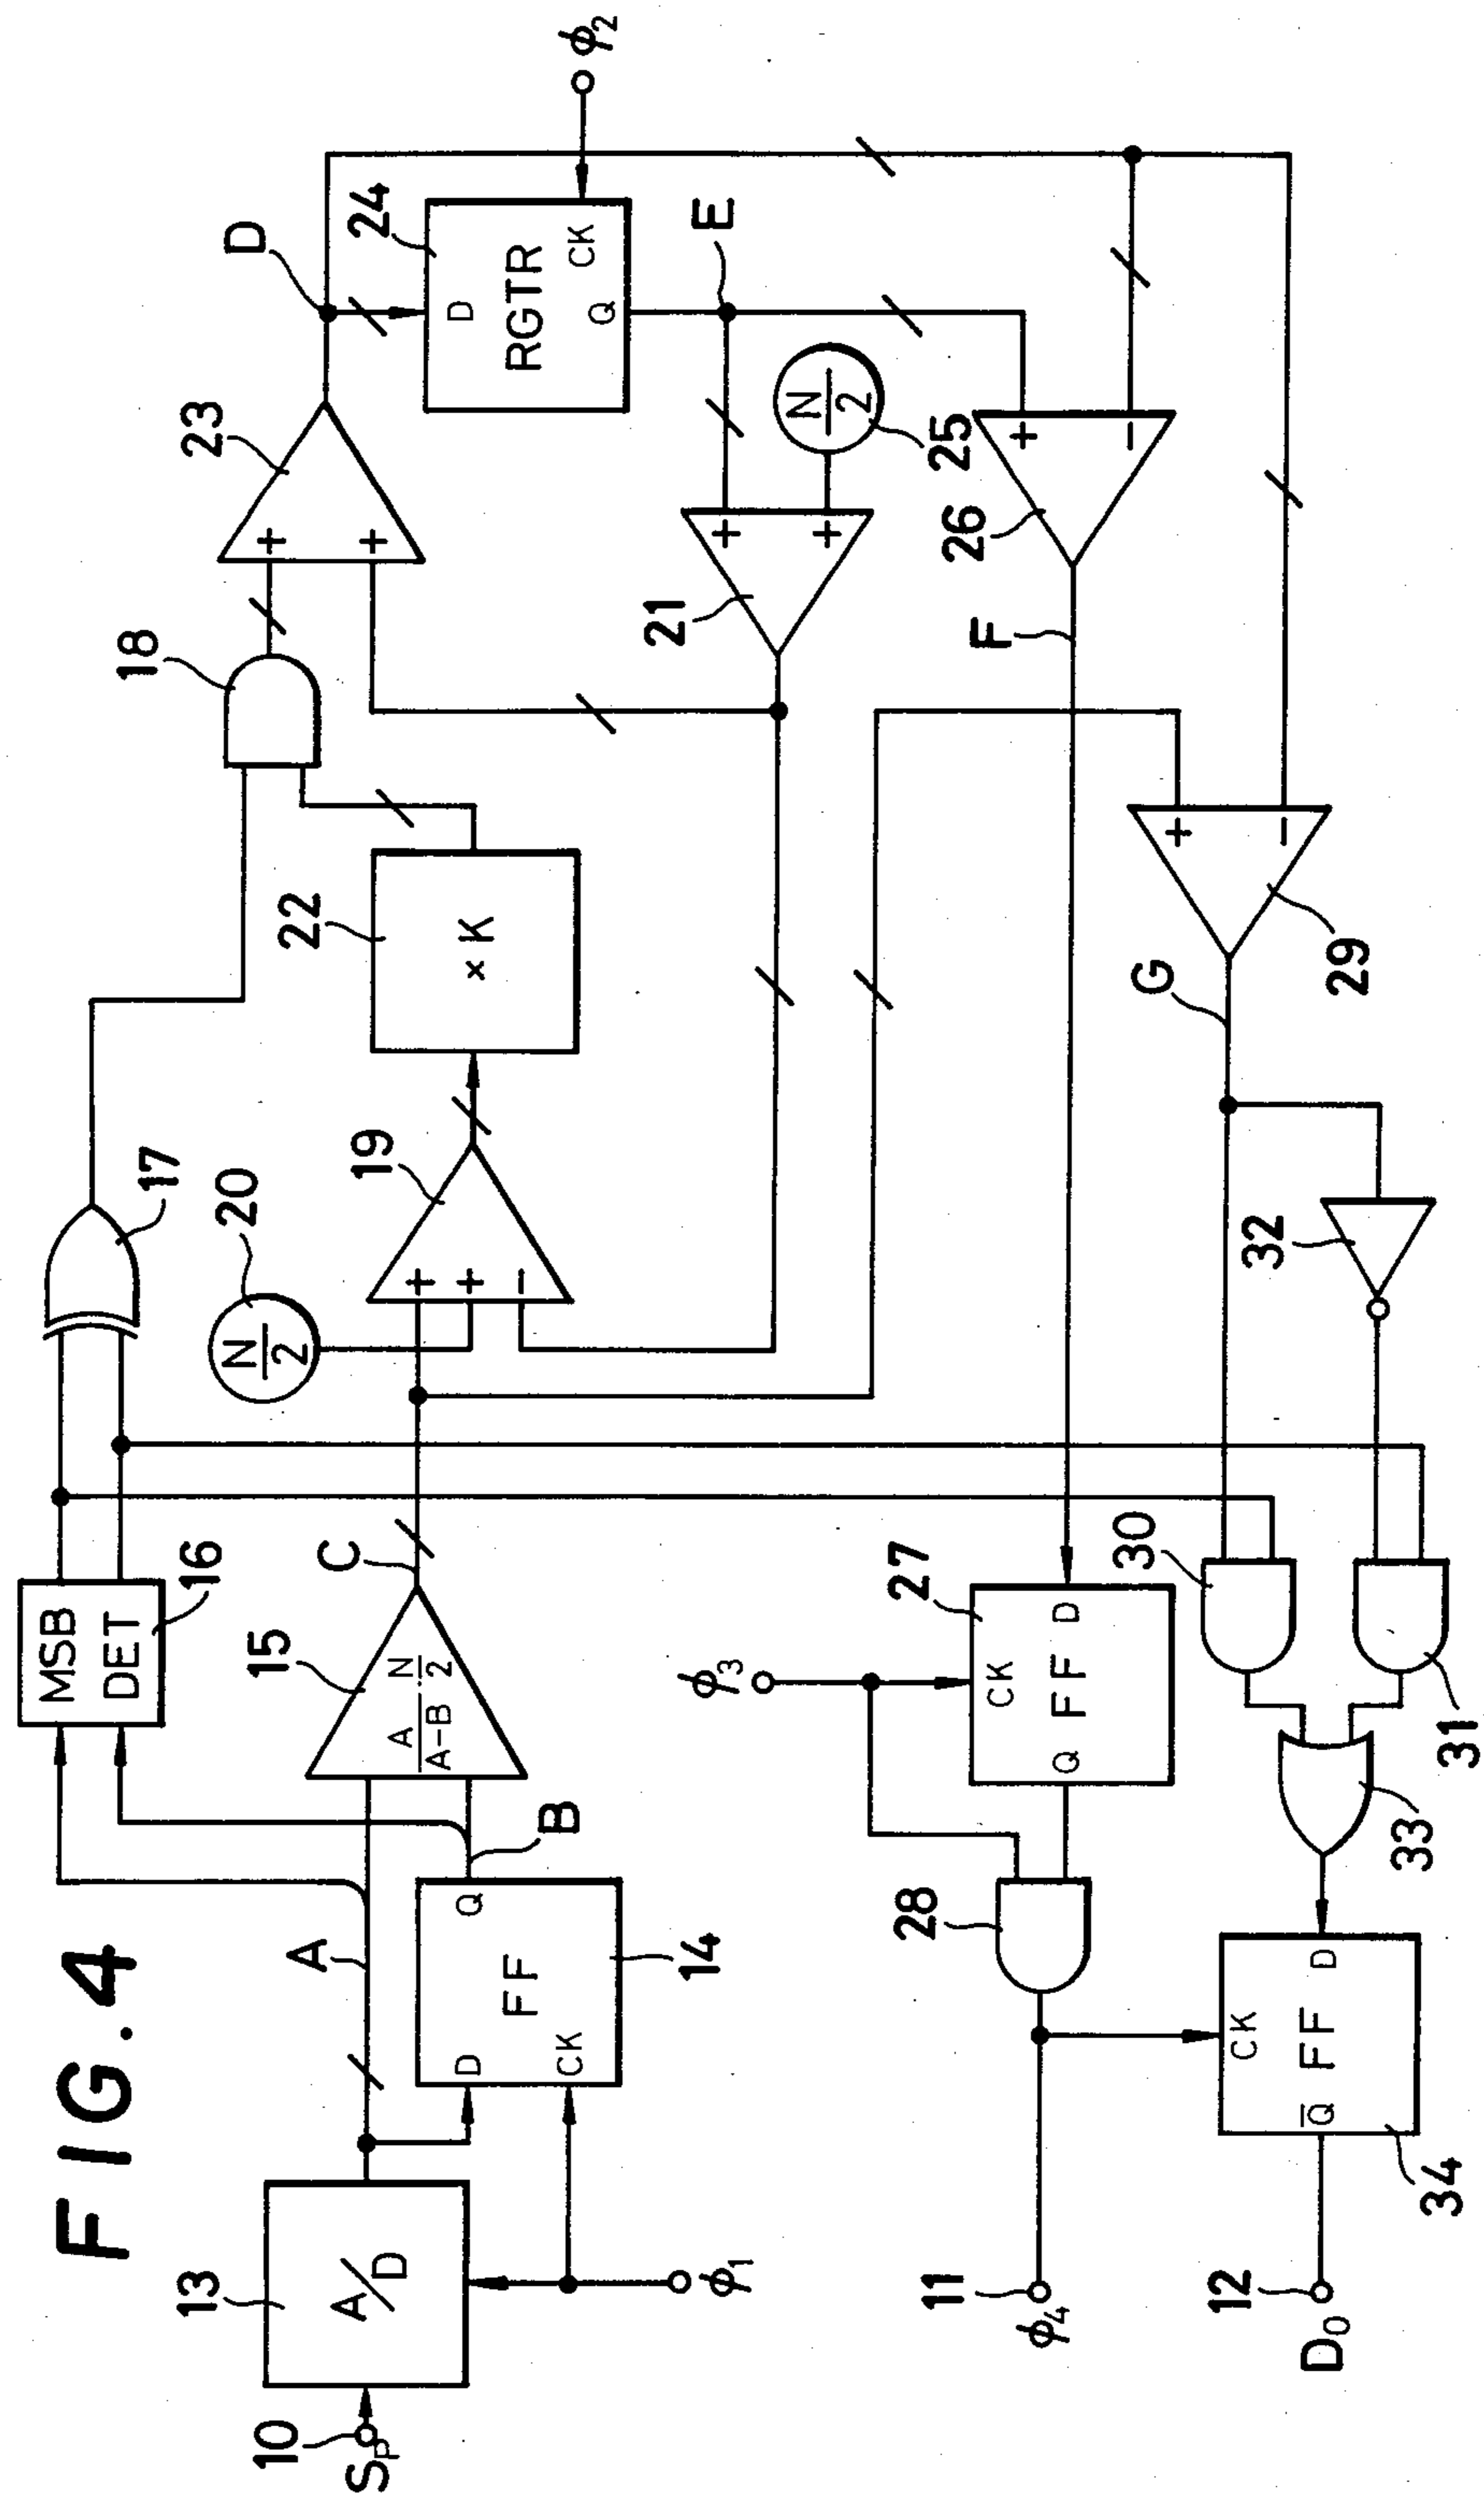 FIG.4
10
SP
13
A/D
φ1
A
14
FF
D
CK
Q
B
15
A/A-B · N/2
16
MSB
DET
C
17
20
N/2
19
+
+
-
22
×K
18
23
+
+
D
24
D
RGTR
CK
Q
φ2
E
21
+
+
N/2
25
26
+
-
F
29
+
-
G
32
φ3
27
CK
FF
D
Q
28
30
31
33
11
φ4
12
DO
34
CK
FF
D
Q̅